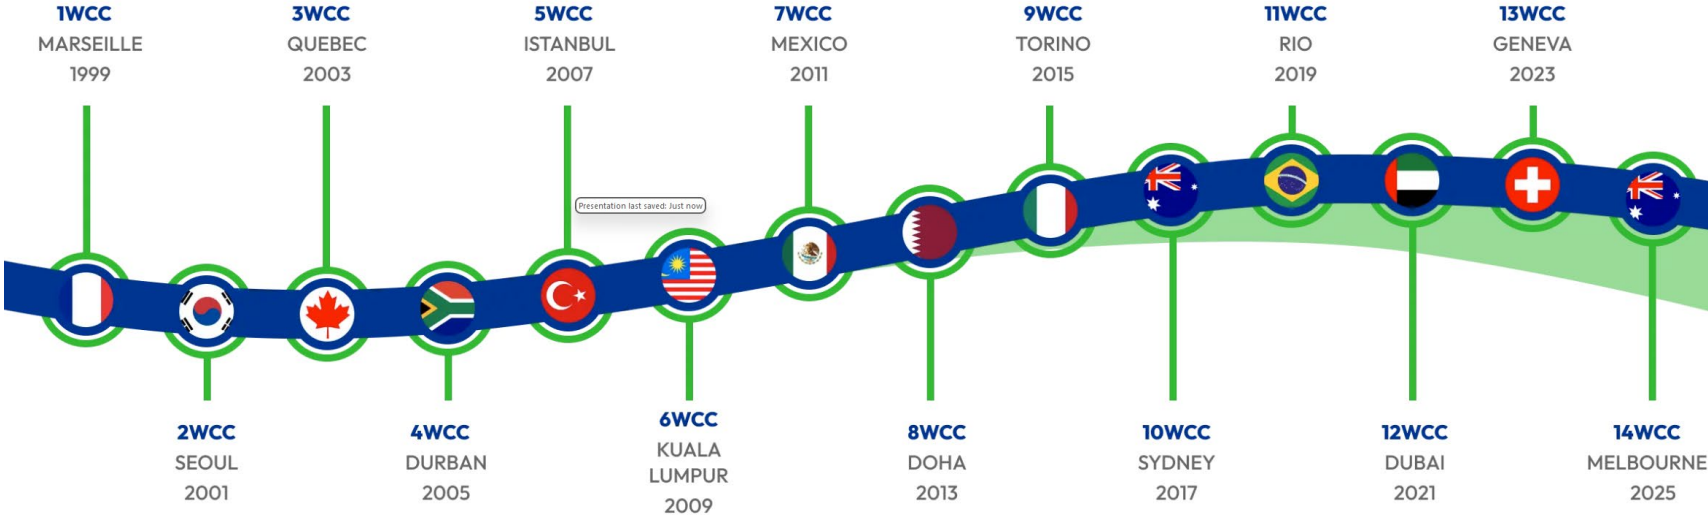 1WCC
MARSEILLE
1999
3WCC
QUEBEC
2003
5WCC
ISTANBUL
2007
7WCC
MEXICO
2011
9WCC
TORINO
2015
11WCC
RIO
2019
13WCC
GENEVA
2023
Presentation last saved: Just now
2WCC
SEOUL
2001
4WCC
DURBAN
2005
6WCC
KUALA
LUMPUR
2009
8WCC
DOHA
2013
10WCC
SYDNEY
2017
12WCC
DUBAI
2021
14WCC
MELBOURNE
2025